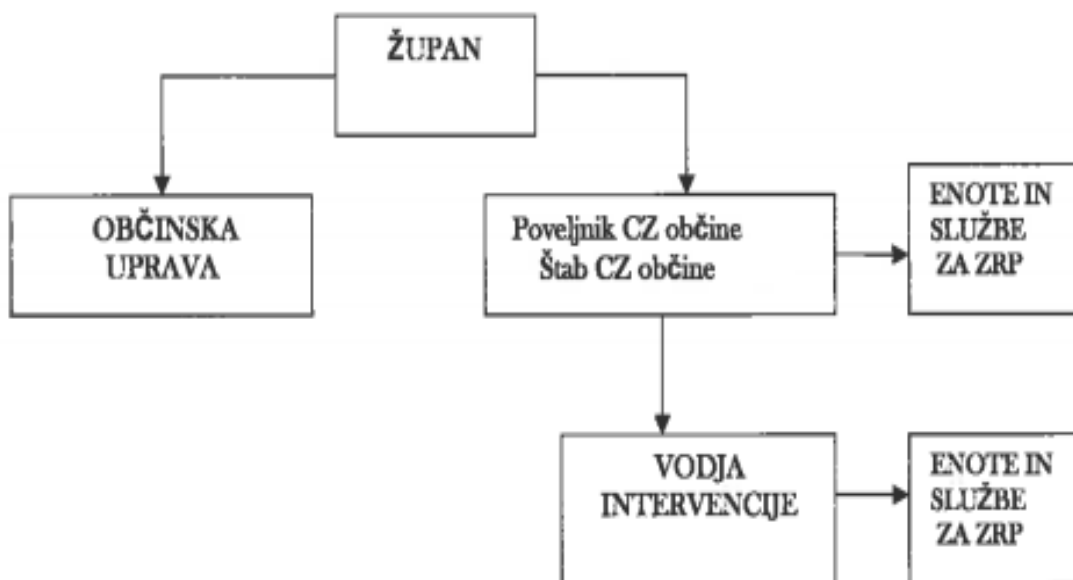 ŽUPAN
OBČINSKA
UPRAVA
Poveljnik CZ občine
Štab CZ občine
ENOTE IN
SLUŽBE
ZA ZRP
VODJA
INTERVENCIJE
ENOTE IN
SLUŽBE
ZA ZRP